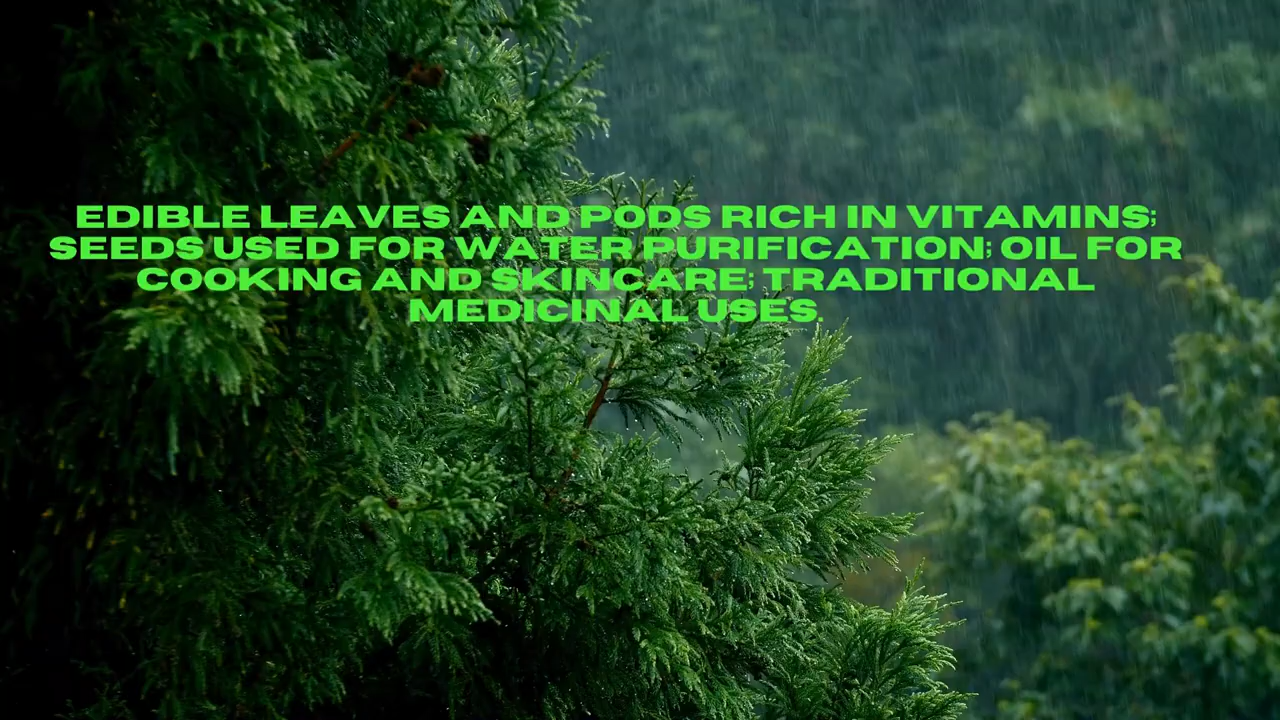 EDIBLE LEAVES AND PODS RICH IN VITAMINS;
SEEDS USED FOR WATER PURIFICATION; OIL FOR
COOKING AND SKINCARE; TRADITIONAL
MEDICINAL USES.